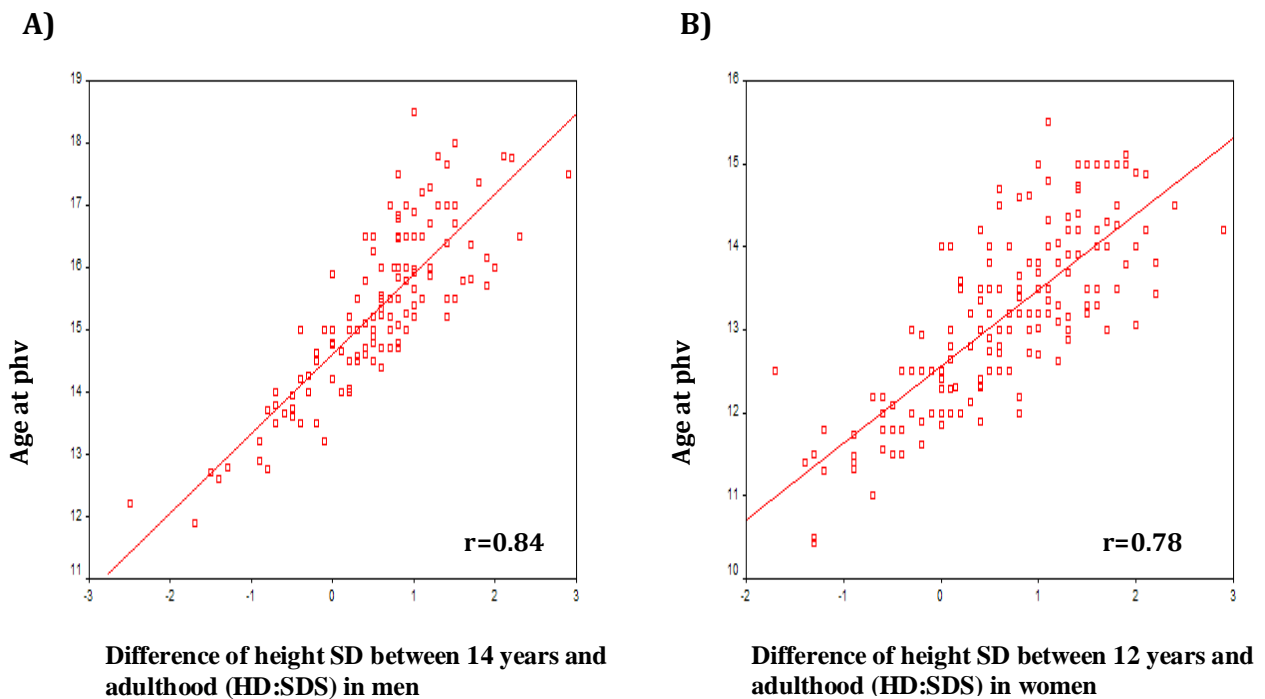 A)
19
18
17
16
15
14
13
12
11
-3 -2 -1 0 1 2 3
Age at phv
r=0.84
Difference of height SD between 14 years and
adulthood (HD:SDS) in men
B)
16
15
14
13
12
11
10
-2 -1 0 1 2 3
Age at phv
r=0.78
Difference of height SD between 12 years and
adulthood (HD:SDS) in women